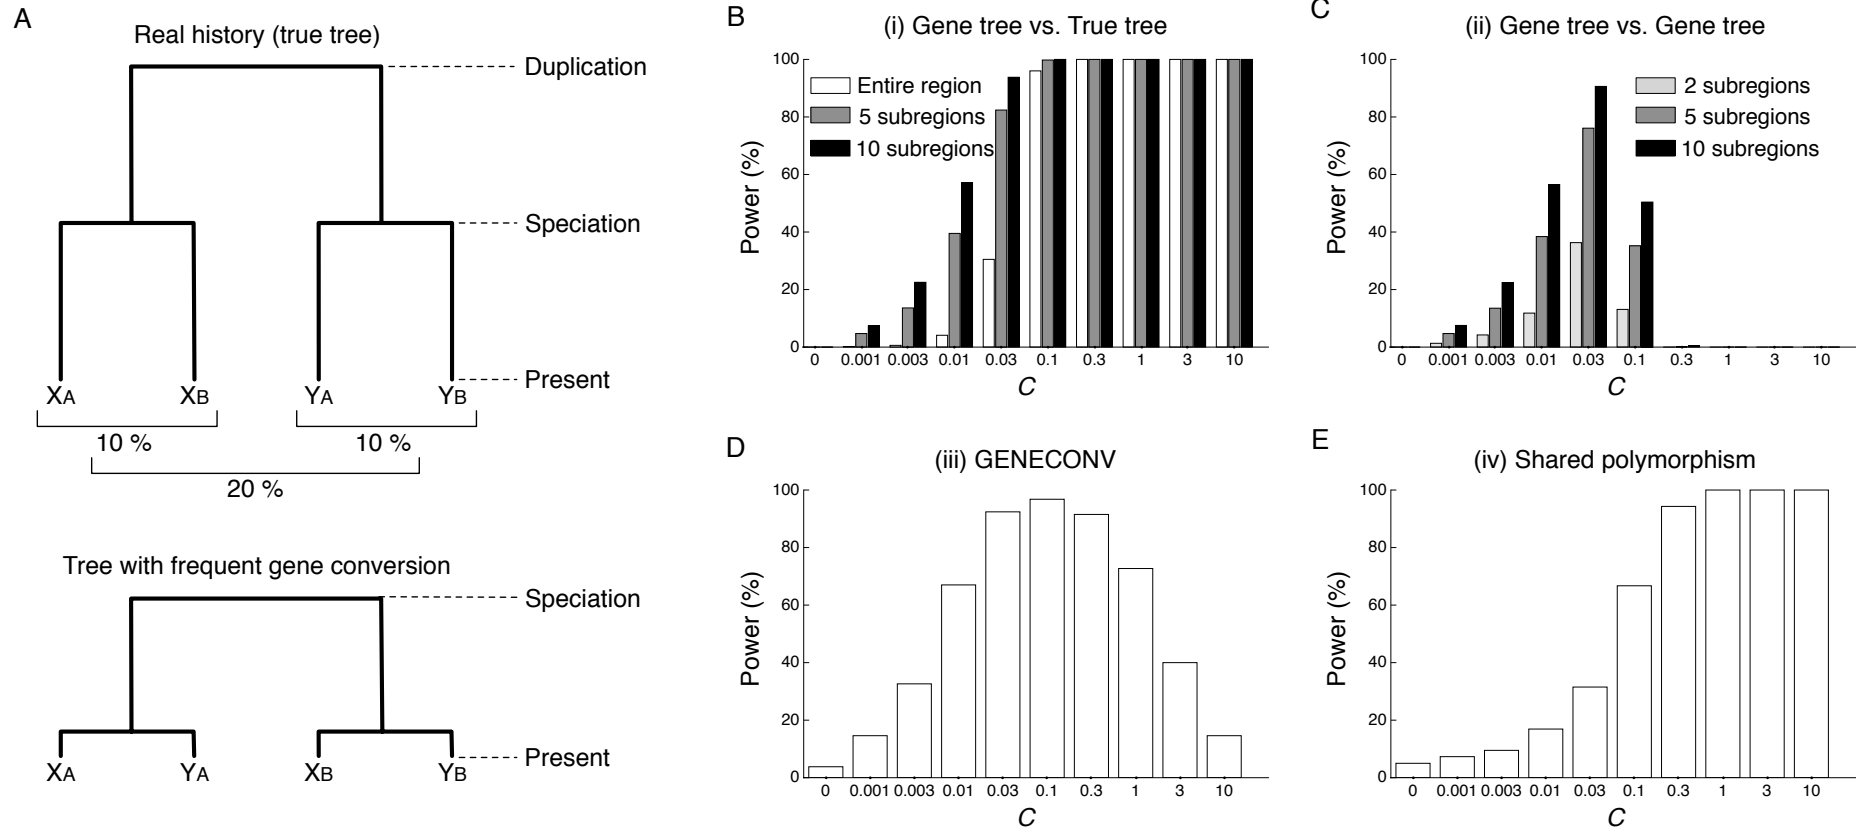 A
Real history (true tree)
Duplication
Speciation
Present
XA XB YA YB
10 % 10 %
20 %
Tree with frequent gene conversion
Speciation
Present
XA YA XB YB
B
(i) Gene tree vs. True tree
Entire region
5 subregions
10 subregions
Power (%)
100
80
60
40
20
0
0 0.001 0.003 0.01 0.03 0.1 0.3 1 3 10
C
C
(ii) Gene tree vs. Gene tree
2 subregions
5 subregions
10 subregions
Power (%)
100
80
60
40
20
0
0 0.001 0.003 0.01 0.03 0.1 0.3 1 3 10
C
D
(iii) GENECONV
Power (%)
100
80
60
40
20
0
0 0.001 0.003 0.01 0.03 0.1 0.3 1 3 10
C
E
(iv) Shared polymorphism
Power (%)
100
80
60
40
20
0
0 0.001 0.003 0.01 0.03 0.1 0.3 1 3 10
C